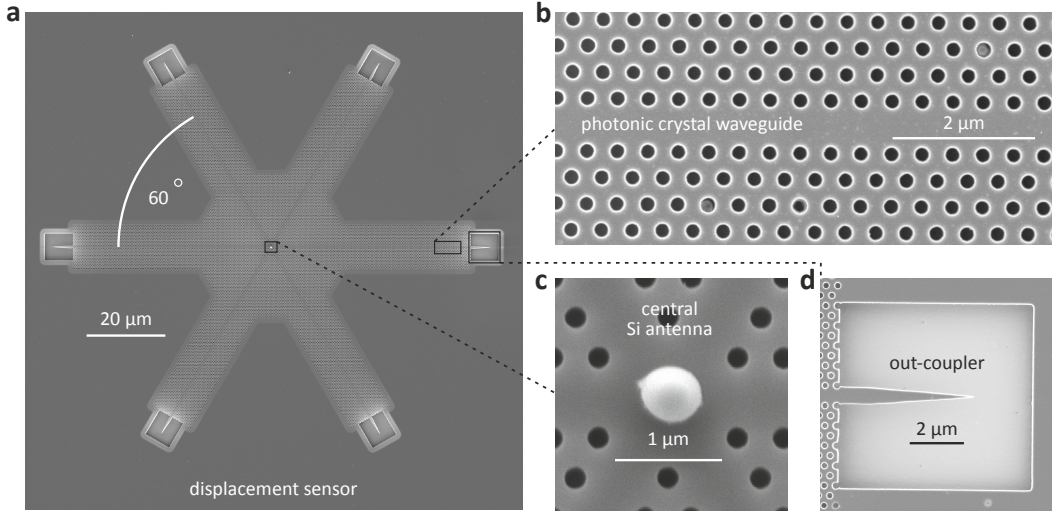 a
60°
20 μm
displacement sensor
b
photonic crystal waveguide
2 μm
c
central
Si antenna
1 μm
d
out-coupler
2 μm